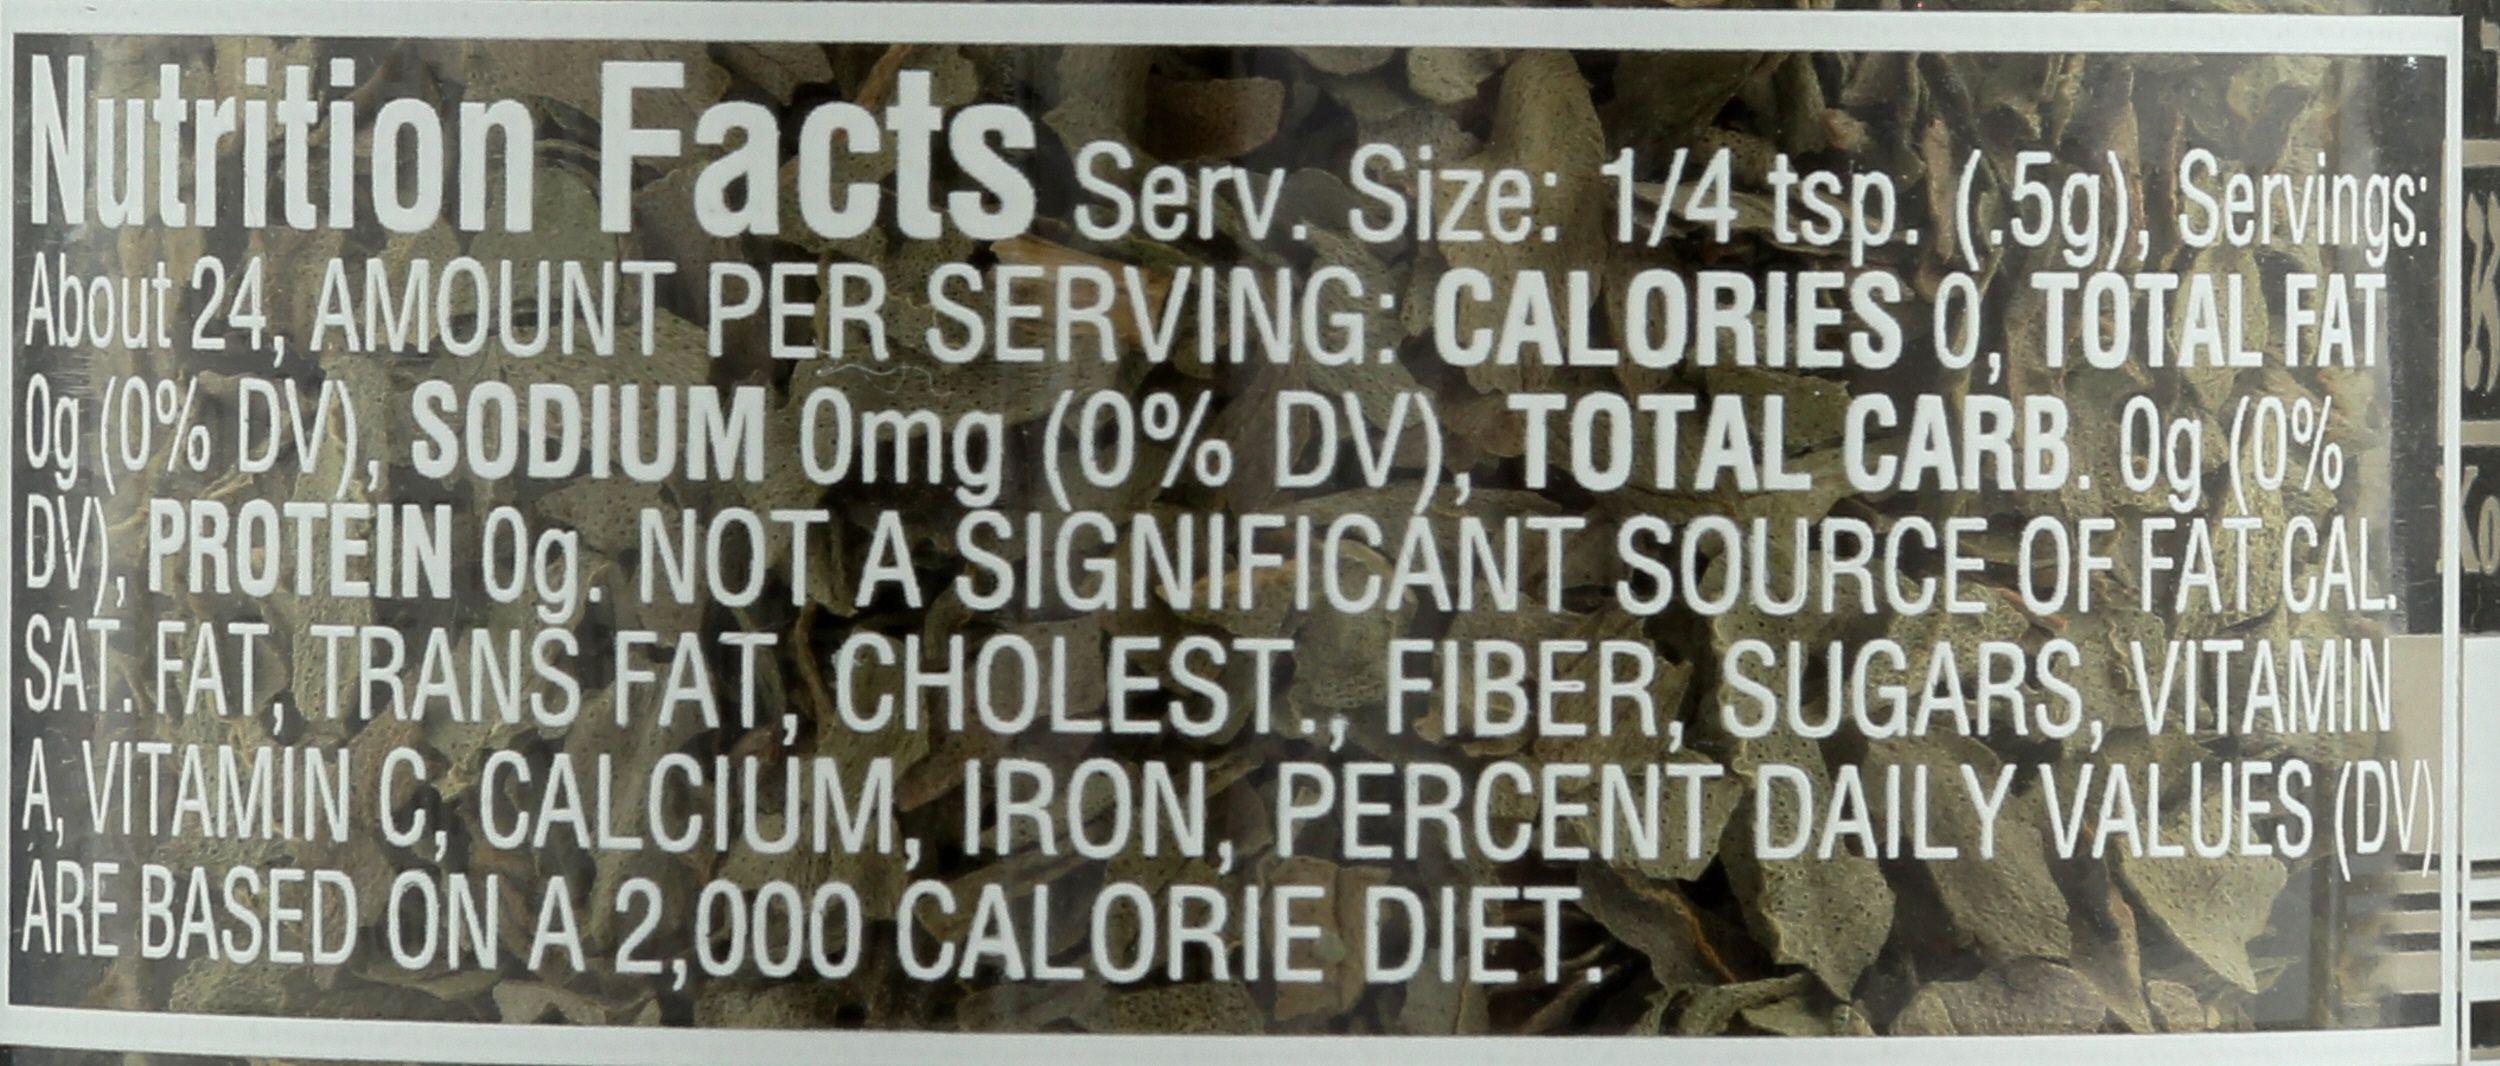 Nutrition Facts Serv. Size: 1/4 tsp. (.5g), Servings:
About 24, AMOUNT PER SERVING: CALORIES 0, TOTAL FAT
0g (0% DV), SODIUM 0mg (0% DV), TOTAL CARB. 0g (0%
DV), PROTEIN 0g. NOT A SIGNIFICANT SOURCE OF FAT CAL.
SAT. FAT, TRANS FAT, CHOLEST., FIBER, SUGARS, VITAMIN
A, VITAMIN C, CALCIUM, IRON, PERCENT DAILY VALUES (DV)
ARE BASED ON A 2,000 CALORIE DIET.